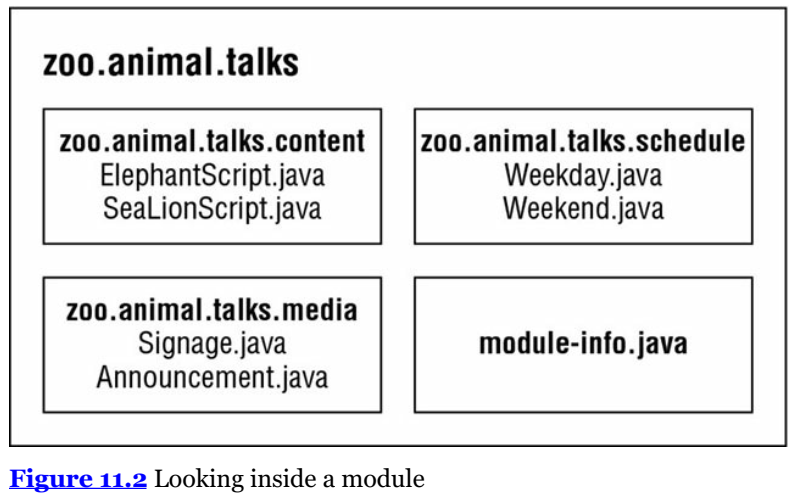 zoo.animal.talks
zoo.animal.talks.content
ElephantScript.java
SeaLionScript.java
zoo.animal.talks.schedule
Weekday.java
Weekend.java
zoo.animal.talks.media
Signage.java
Announcement.java
module-info.java
Figure 11.2 Looking inside a module